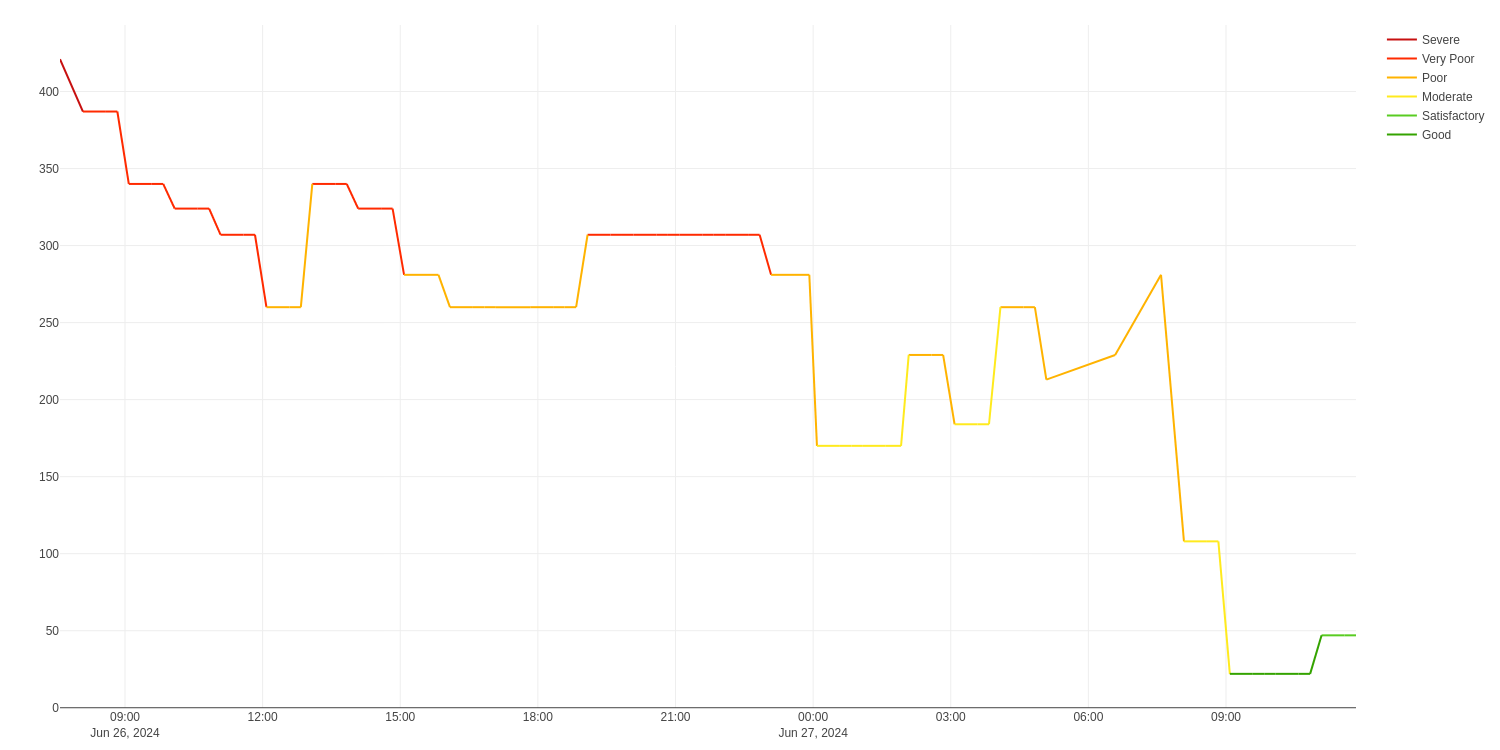 400
350
300
250
200
150
100
50
0
09:00
12:00
15:00
18:00
21:00
00:00
03:00
06:00
09:00
Jun 26, 2024
Jun 27, 2024
Severe
Very Poor
Poor
Moderate
Satisfactory
Good